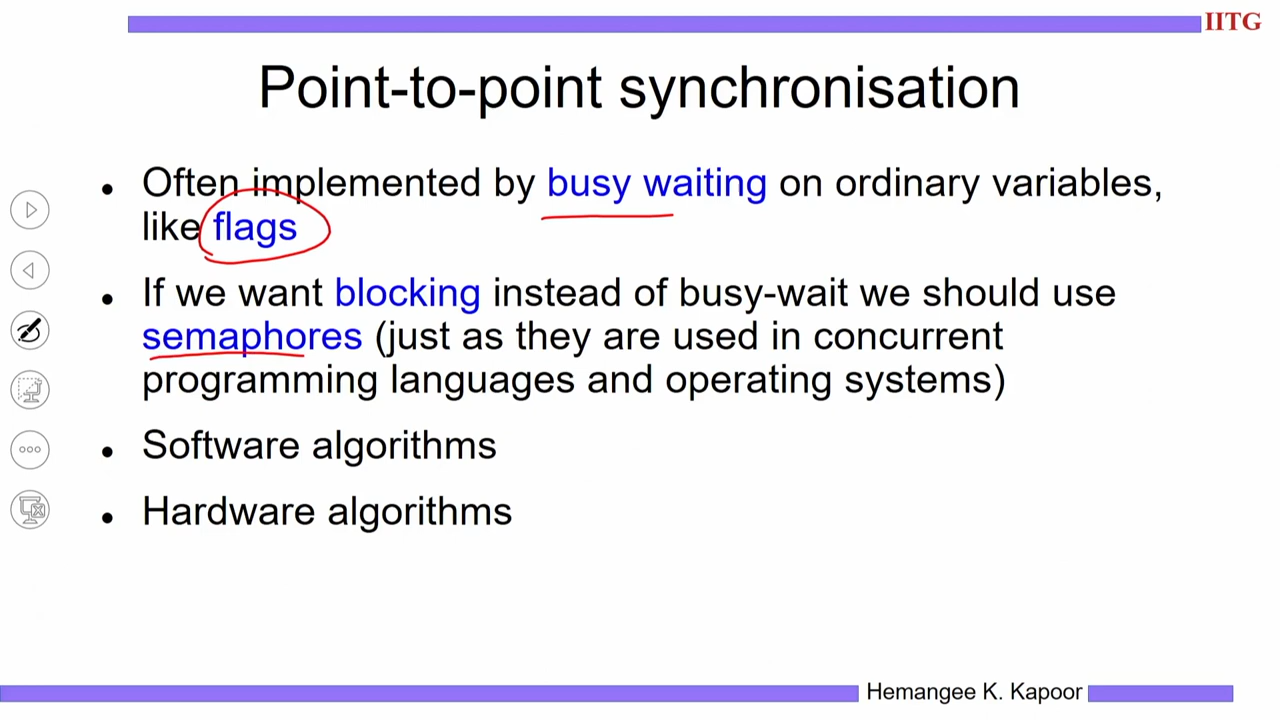 IITG
Point-to-point synchronisation
• Often implemented by busy waiting on ordinary variables,
like flags
• If we want blocking instead of busy-wait we should use
semaphores (just as they are used in concurrent
programming languages and operating systems)
• Software algorithms
• Hardware algorithms
Hemangee K. Kapoor